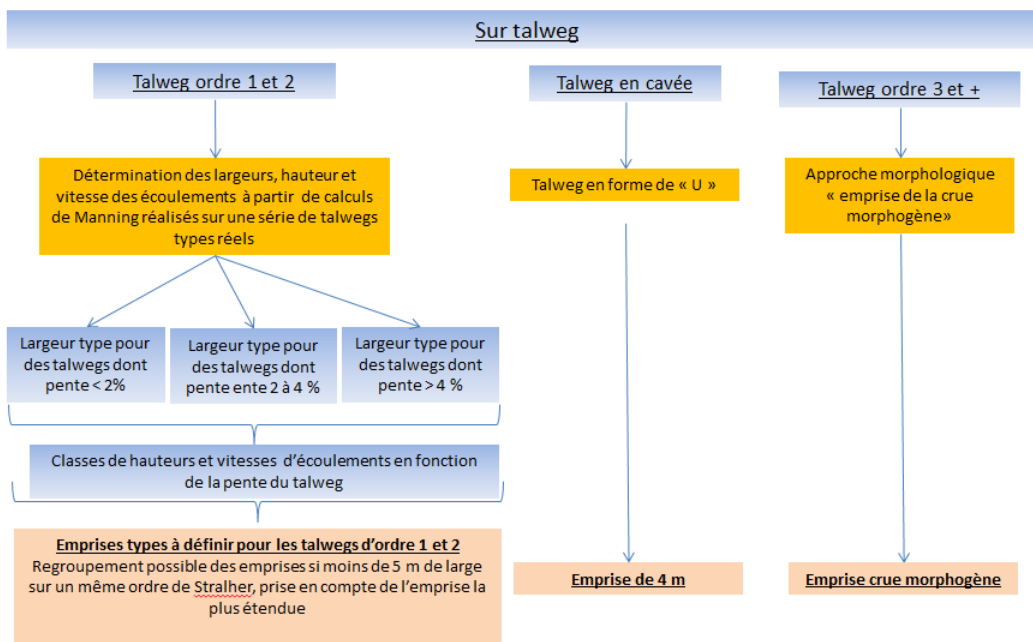 Sur talweg
Talweg ordre 1 et 2
Talweg en cavée
Talweg ordre 3 et +
Détermination des largeurs, hauteur et
vitesse des écoulements à partir de calculs
de Manning réalisés sur une série de talwegs
types réels
Talweg en forme de « U »
Approche morphologique
« emprise de la crue
morphogène»
Largeur type pour
des talwegs dont
pente < 2%
Largeur type pour
des talwegs dont
pente ente 2 à 4 %
Largeur type pour
des talwegs dont
pente > 4 %
Classes de hauteurs et vitesses d’écoulements en fonction
de la pente du talweg
Emprises types à définir pour les talwegs d’ordre 1 et 2
Regroupement possible des emprises si moins de 5 m de large
sur un même ordre de Stralher, prise en compte de l’emprise la
plus étendue
Emprise de 4 m
Emprise crue morphogène